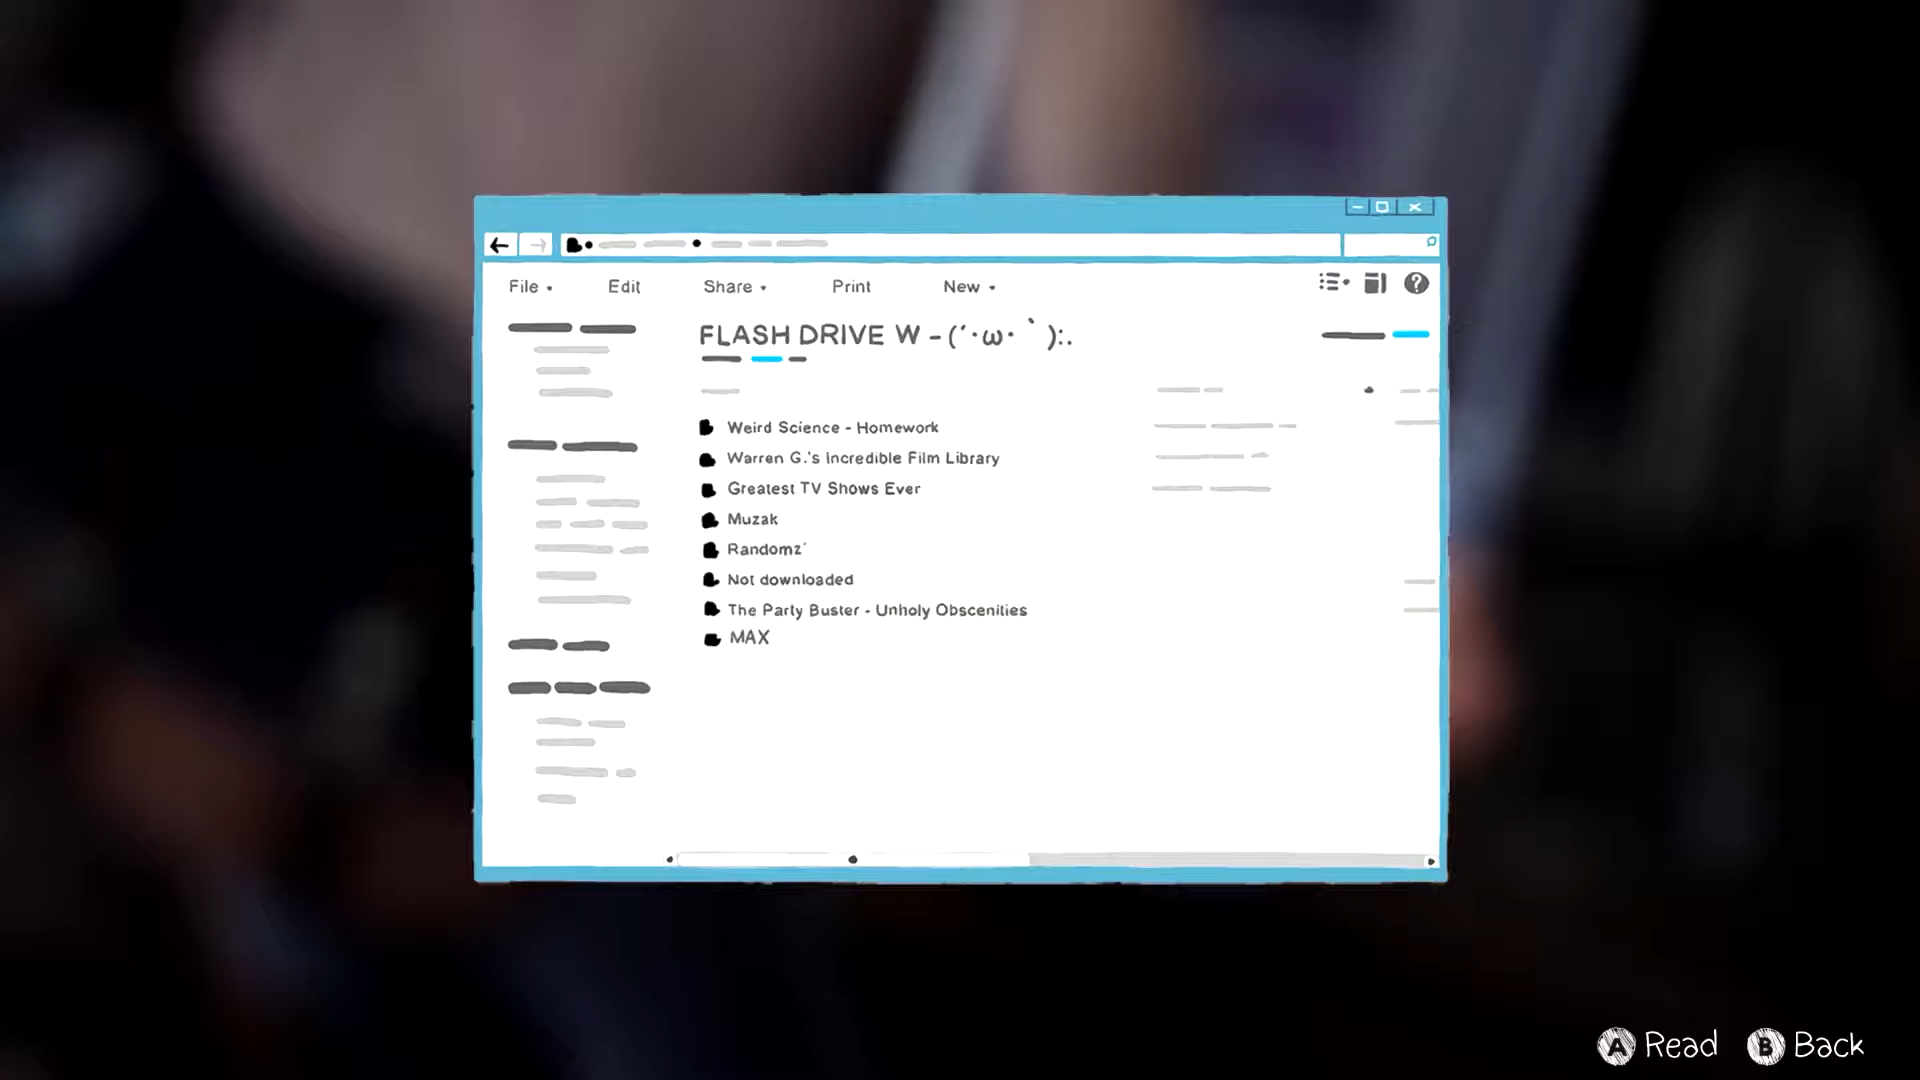 File
Edit
Share
Print
New
?
FLASH DRIVE W - (´･ω･｀):.
Weird Science - Homework
Warren G.'s Incredible Film Library
Greatest TV Shows Ever
Muzak
Randomz'
Not downloaded
The Party Buster - Unholy Obscenities
MAX
A Read B Back